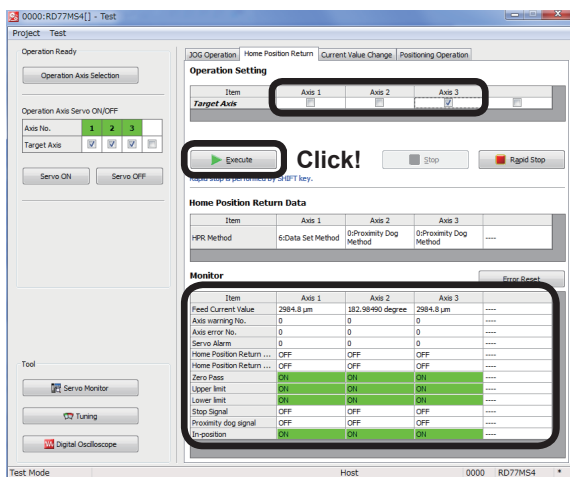 0000:RD77MS4[] - Test
Project Test
Operation Ready
Operation Axis Selection
Operation Axis Servo ON/OFF
Axis No. 1 2 3
Target Axis
Servo ON Servo OFF
Tool
Servo Monitor
Tuning
Digital Oscilloscope
JOG Operation Home Position Return Current Value Change Positioning Operation
Operation Setting
Item Axis 1 Axis 2 Axis 3
Target Axis
Execute Click! Stop Rapid Stop
Rapid stop is performed by SHIFT key.
Home Position Return Data
Item Axis 1 Axis 2 Axis 3
HPR Method 6:Data Set Method 0:Proximity Dog Method 0:Proximity Dog Method ----
Monitor
Error Reset
Item Axis 1 Axis 2 Axis 3
Feed Current Value 2984.8 µm 182.98490 degree 2984.8 µm ----
Axis warning No. 0 0 0 ----
Axis error No. 0 0 0 ----
Servo Alarm 0 0 0 ----
Home Position Return ... OFF OFF OFF ----
Home Position Return ... OFF OFF OFF ----
Zero Pass ON ON ON ----
Upper limit ON ON ON ----
Lower limit ON ON ON ----
Stop Signal OFF OFF OFF ----
Proximity dog signal OFF OFF OFF ----
In-position ON ON ON ----
Test Mode Host 0000 RD77MS4 *